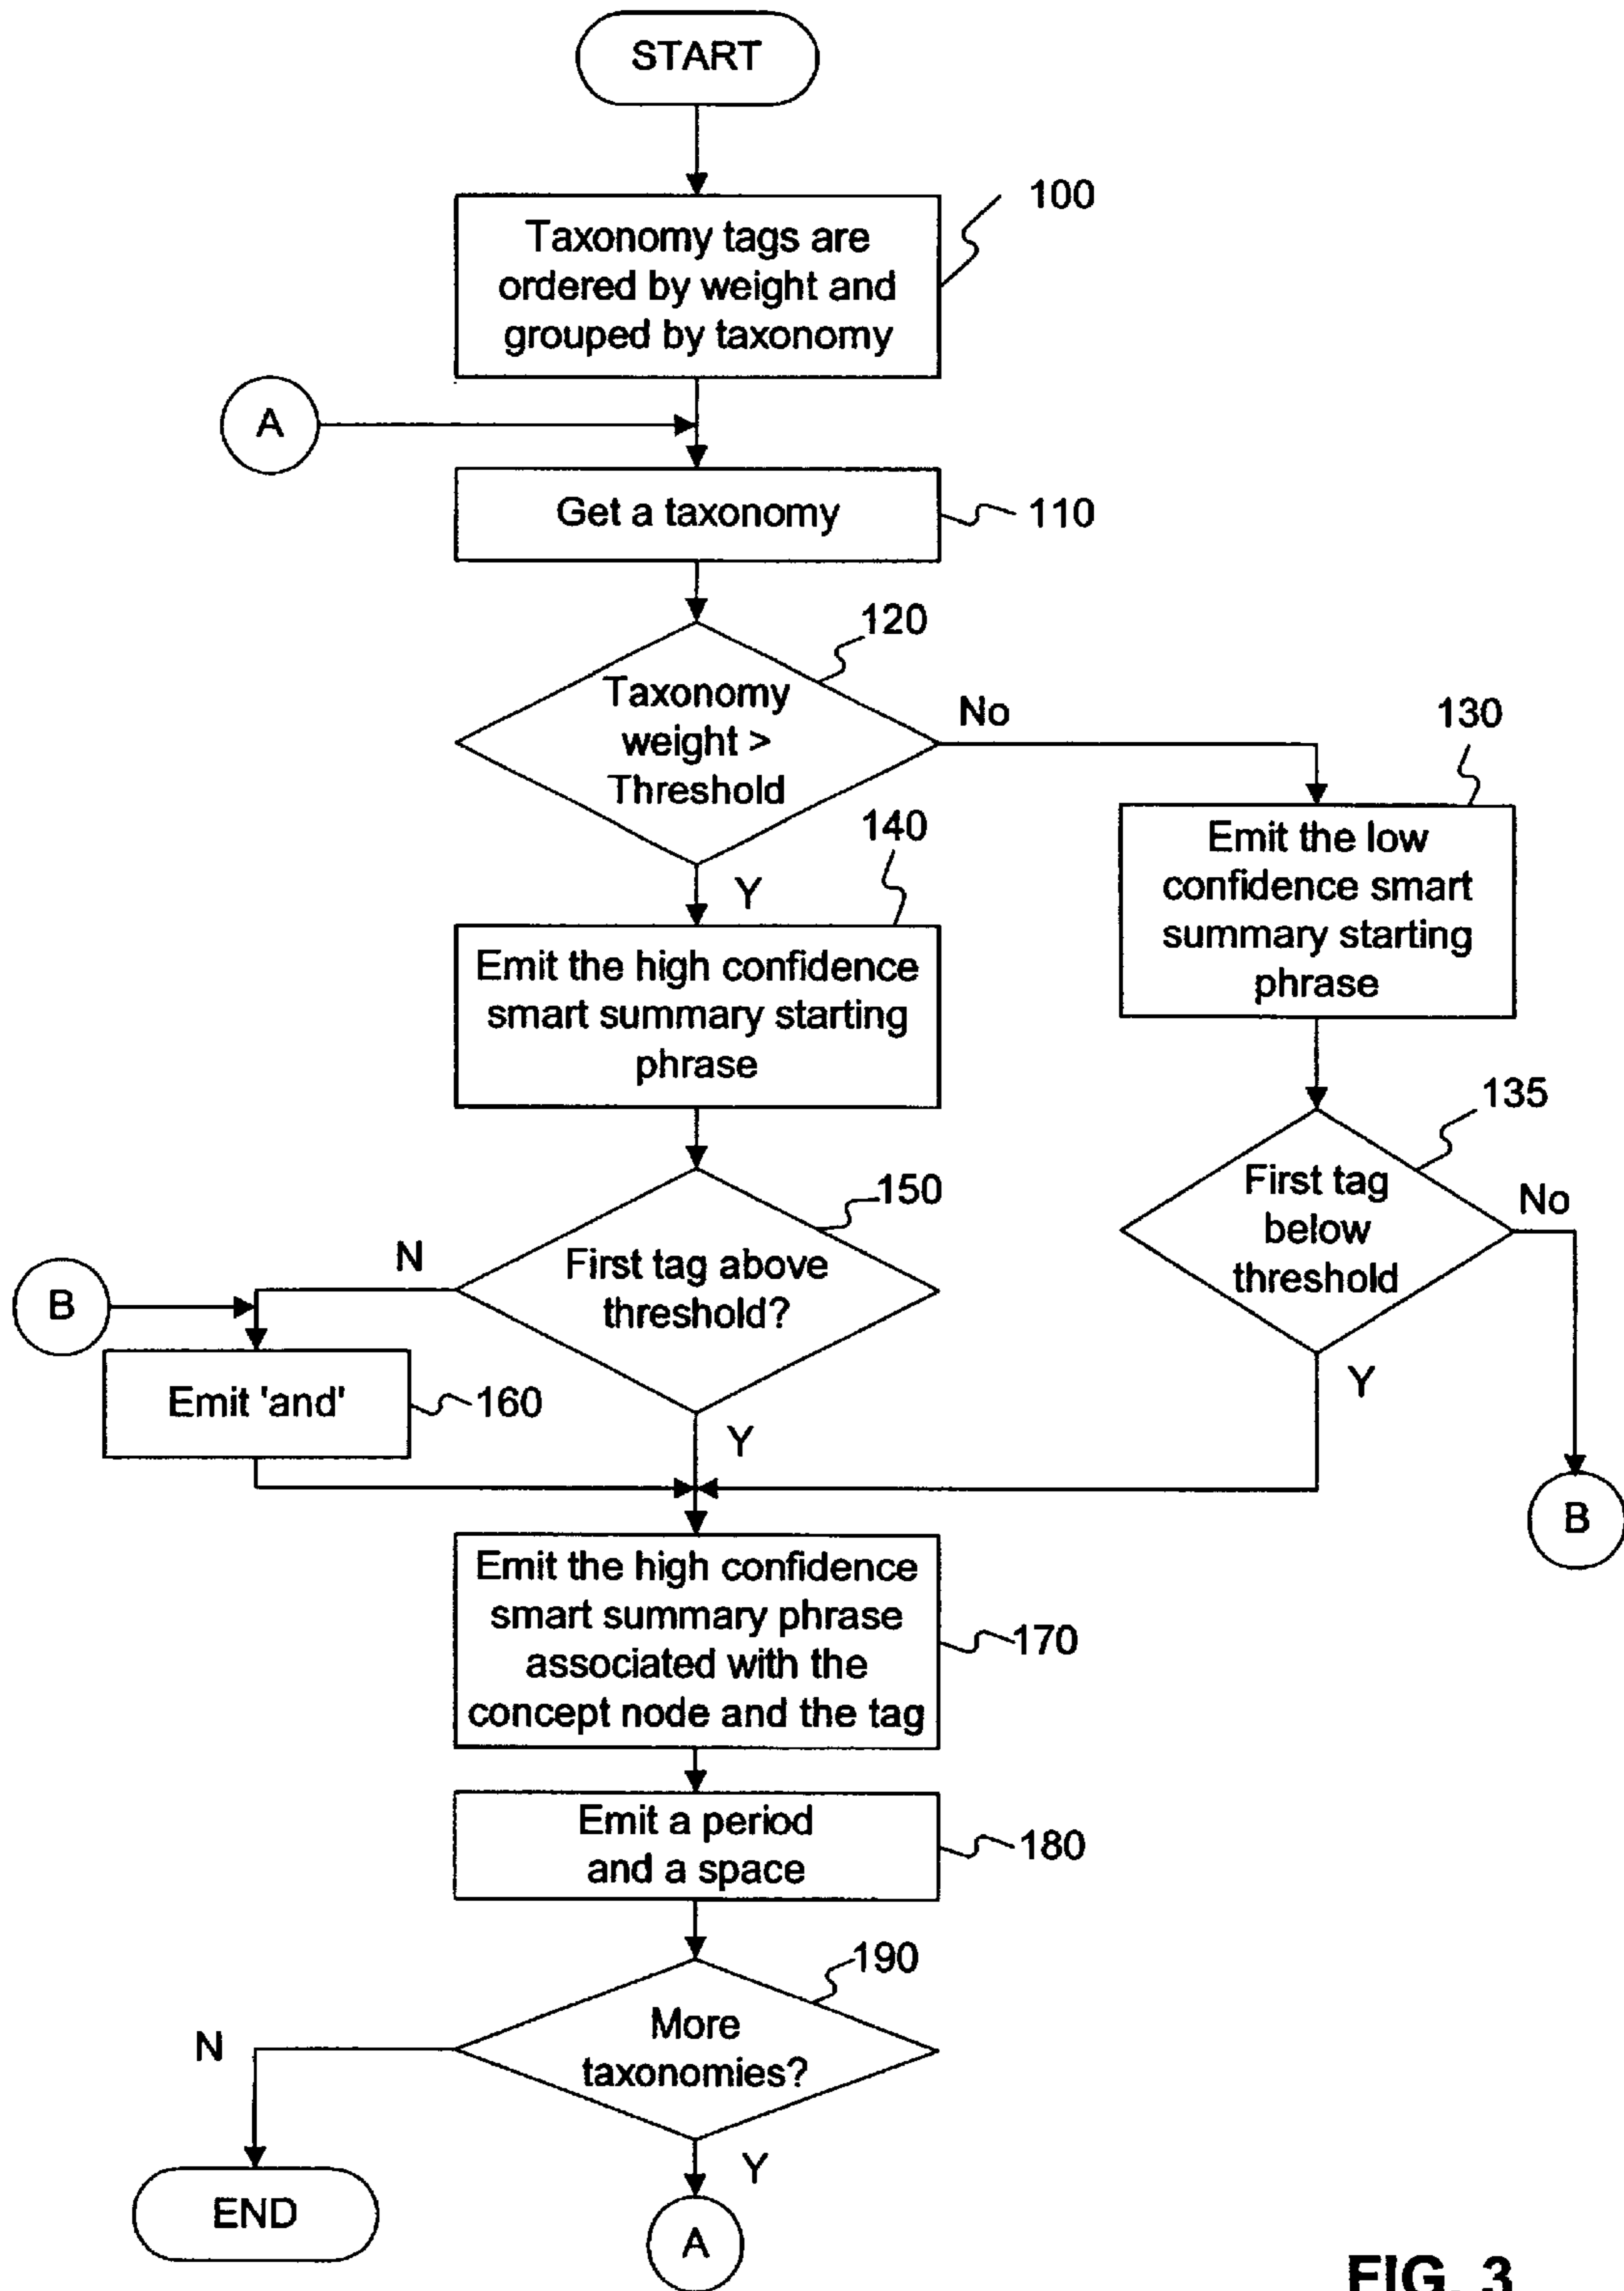 START
100
Taxonomy tags are
ordered by weight and
grouped by taxonomy
A
Get a taxonomy
110
120
Taxonomy
weight >
Threshold
No
130
Y
140
Emit the low
confidence smart
summary starting
phrase
Emit the high confidence
smart summary starting
phrase
135
First tag
below
threshold
No
Y
150
First tag above
threshold?
N
B
Emit 'and'
160
Y
B
Emit the high confidence
smart summary phrase
associated with the
concept node and the tag
170
Emit a period
and a space
180
190
More
taxonomies?
N
END
Y
A
FIG. 3